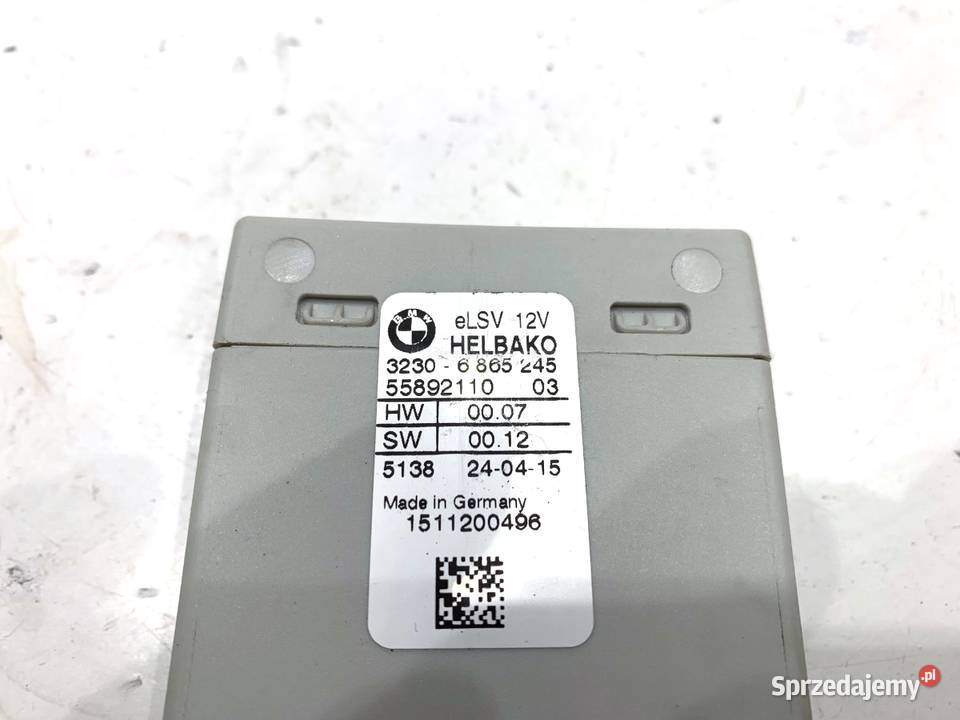 BMW
eLSV 12V
HELBAKO
3230 - 6 865 245
55892110 03
HW 00.07
SW 00.12
5138 24-04-15
Made in Germany
1511200496
Sprzedajemy.pl